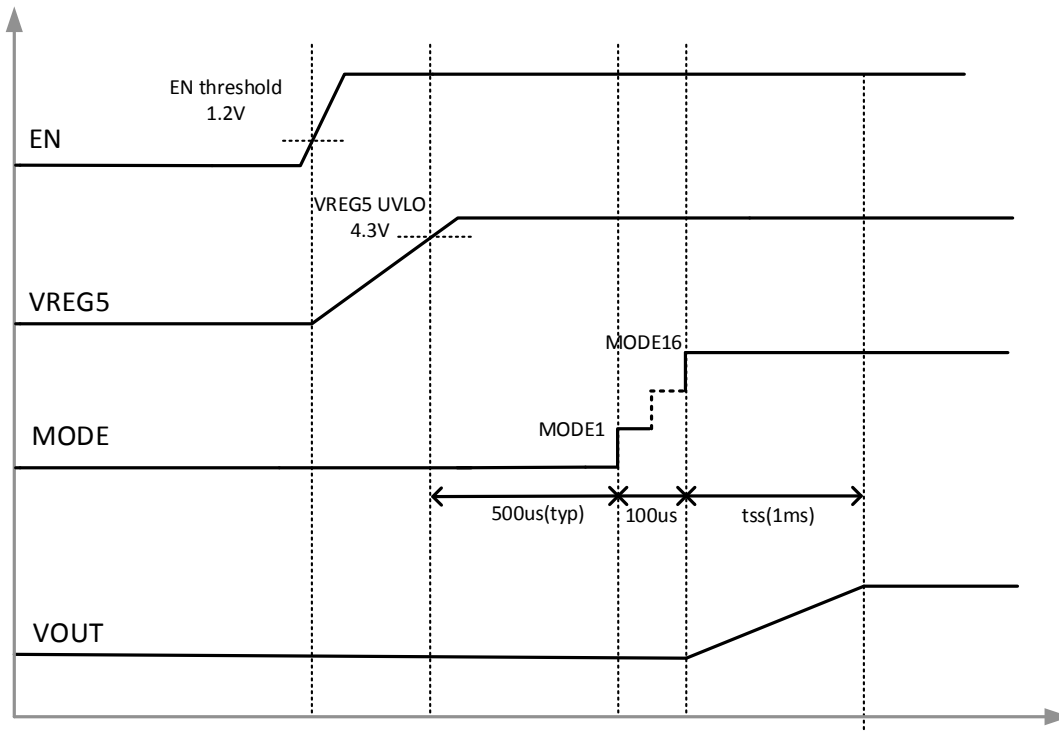 EN threshold
1.2V
EN
VREG5 UVLO
4.3V
VREG5
MODE16
MODE1
MODE
500us(typ)
100us
tss(1ms)
VOUT